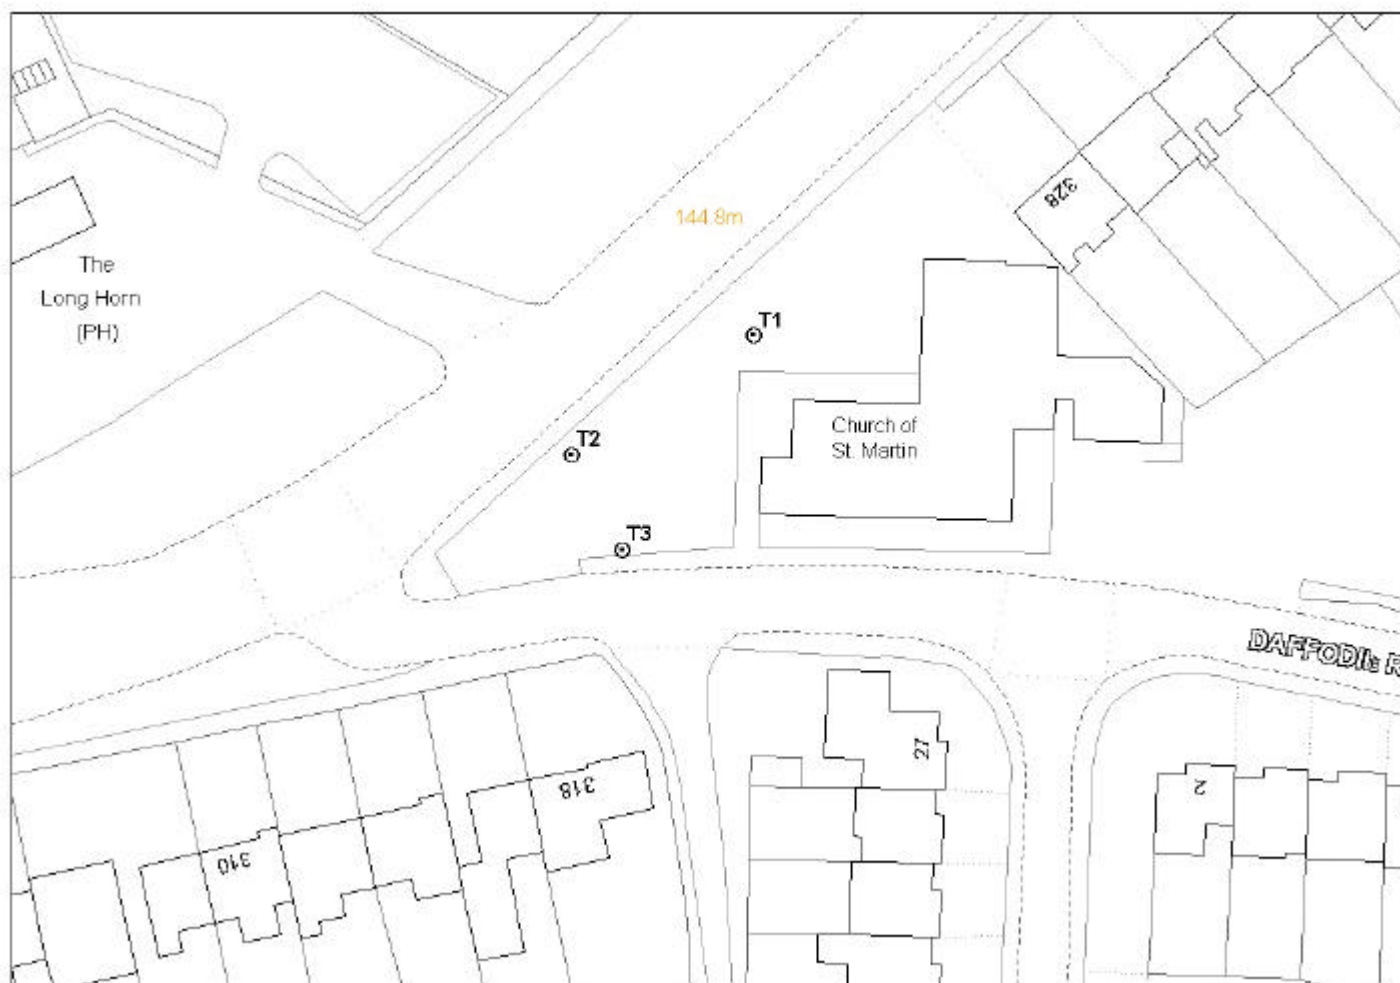 328
144.8m
The
Long Horn
(PH)
T1
Church of
St. Martin
T2
T3
DAFFODIL R
27
318
2
310